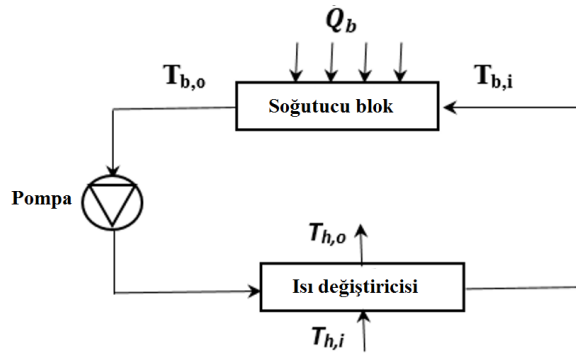 Q_b
T_b,o
T_b,i
Soğutucu blok
Pompa
T_h,o
Isı değiştiricisi
T_h,i